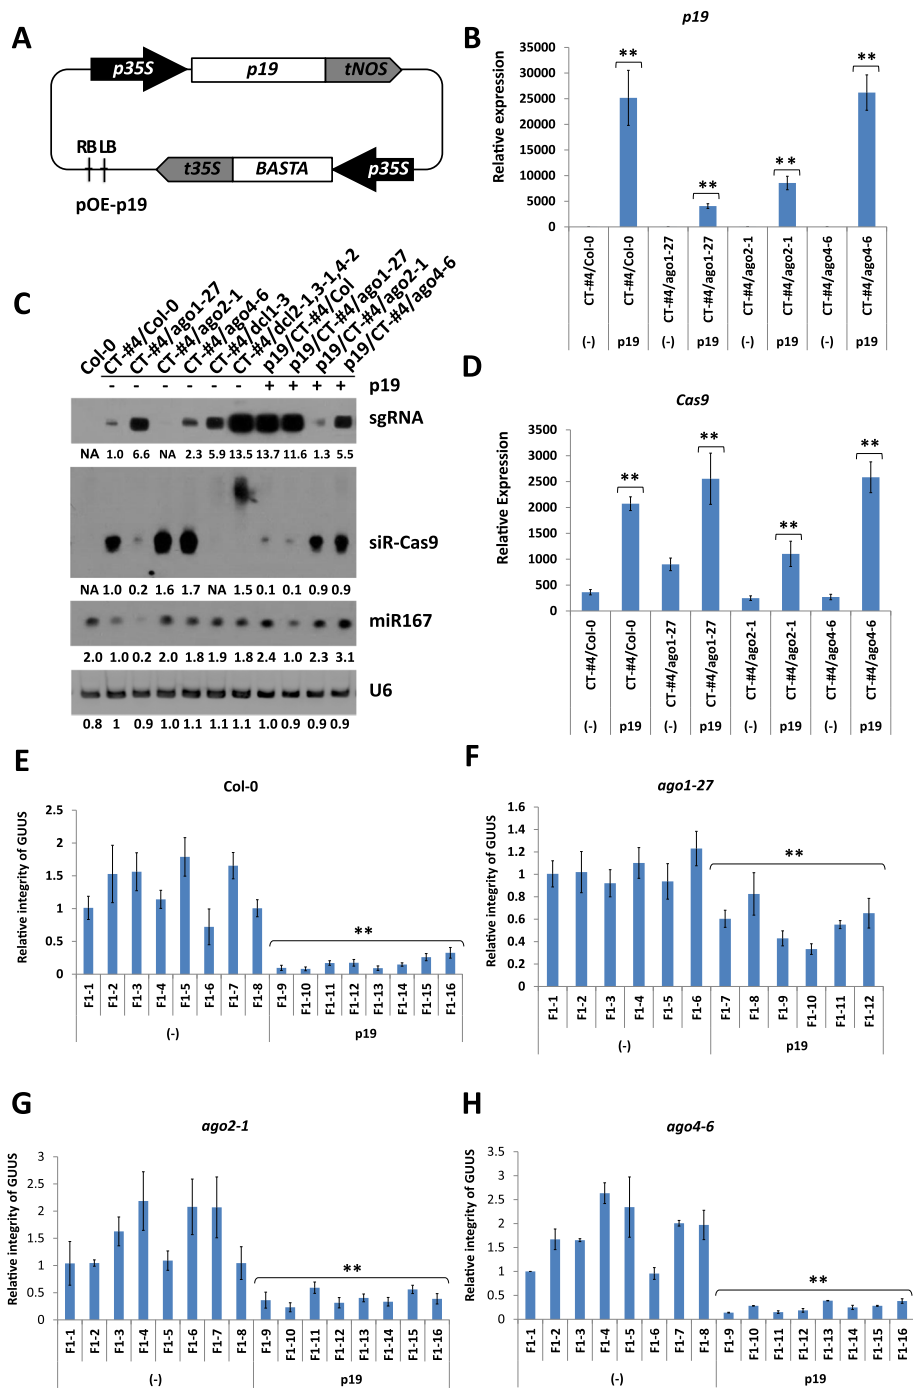 A
p35S
p19
tNOS
RB LB
t35S
BASTA
p35S
pOE-p19
B
p19
Relative expression
35000
30000
25000
20000
15000
10000
5000
0
**
**
**
**
CT-#4/Col-0
CT-#4/Col-0
CT-#4/ago1-27
CT-#4/ago1-27
CT-#4/ago2-1
CT-#4/ago2-1
CT-#4/ago4-6
CT-#4/ago4-6
(-) p19 (-) p19 (-) p19 (-) p19
C
Col-0
CT-#4/Col-0
CT-#4/ago1-27
CT-#4/ago2-1
CT-#4/ago4-6
CT-#4/dcl1-3
CT-#4/dcl2-1,3-1,4-2
p19/CT-#4/Col
p19/CT-#4/ago1-27
p19/CT-#4/ago2-1
p19/CT-#4/ago4-6
- - - - - - + + + + p19
sgRNA
NA 1.0 6.6 NA 2.3 5.9 13.5 13.7 11.6 1.3 5.5
siR-Cas9
NA 1.0 0.2 1.6 1.7 NA 1.5 0.1 0.1 0.9 0.9
miR167
2.0 1.0 0.2 2.0 1.8 1.9 1.8 2.4 1.0 2.3 3.1
U6
0.8 1 0.9 1.0 1.1 1.1 1.1 1.0 0.9 0.9 0.9
D
Cas9
Relative Expression
3500
3000
2500
2000
1500
1000
500
0
**
**
**
**
CT-#4/Col-0
CT-#4/Col-0
CT-#4/ago1-27
CT-#4/ago1-27
CT-#4/ago2-1
CT-#4/ago2-1
CT-#4/ago4-6
CT-#4/ago4-6
(-) p19 (-) p19 (-) p19 (-) p19
E
Col-0
Relative integrity of GUUS
2.5
2
1.5
1
0.5
0
**
F1-1
F1-2
F1-3
F1-4
F1-5
F1-6
F1-7
F1-8
F1-9
F1-10
F1-11
F1-12
F1-13
F1-14
F1-15
F1-16
(-) p19
F
ago1-27
Relative integrity of GUUS
1.6
1.4
1.2
1
0.8
0.6
0.4
0.2
0
**
F1-1
F1-2
F1-3
F1-4
F1-5
F1-6
F1-7
F1-8
F1-9
F1-10
F1-11
F1-12
(-) p19
G
ago2-1
Relative integrity of GUUS
3
2.5
2
1.5
1
0.5
0
**
F1-1
F1-2
F1-3
F1-4
F1-5
F1-6
F1-7
F1-8
F1-9
F1-10
F1-11
F1-12
F1-13
F1-14
F1-15
F1-16
(-) p19
H
ago4-6
Relative integrity of GUUS
3.5
3
2.5
2
1.5
1
0.5
0
**
F1-1
F1-2
F1-3
F1-4
F1-5
F1-6
F1-7
F1-8
F1-9
F1-10
F1-11
F1-12
F1-13
F1-14
F1-15
F1-16
(-) p19